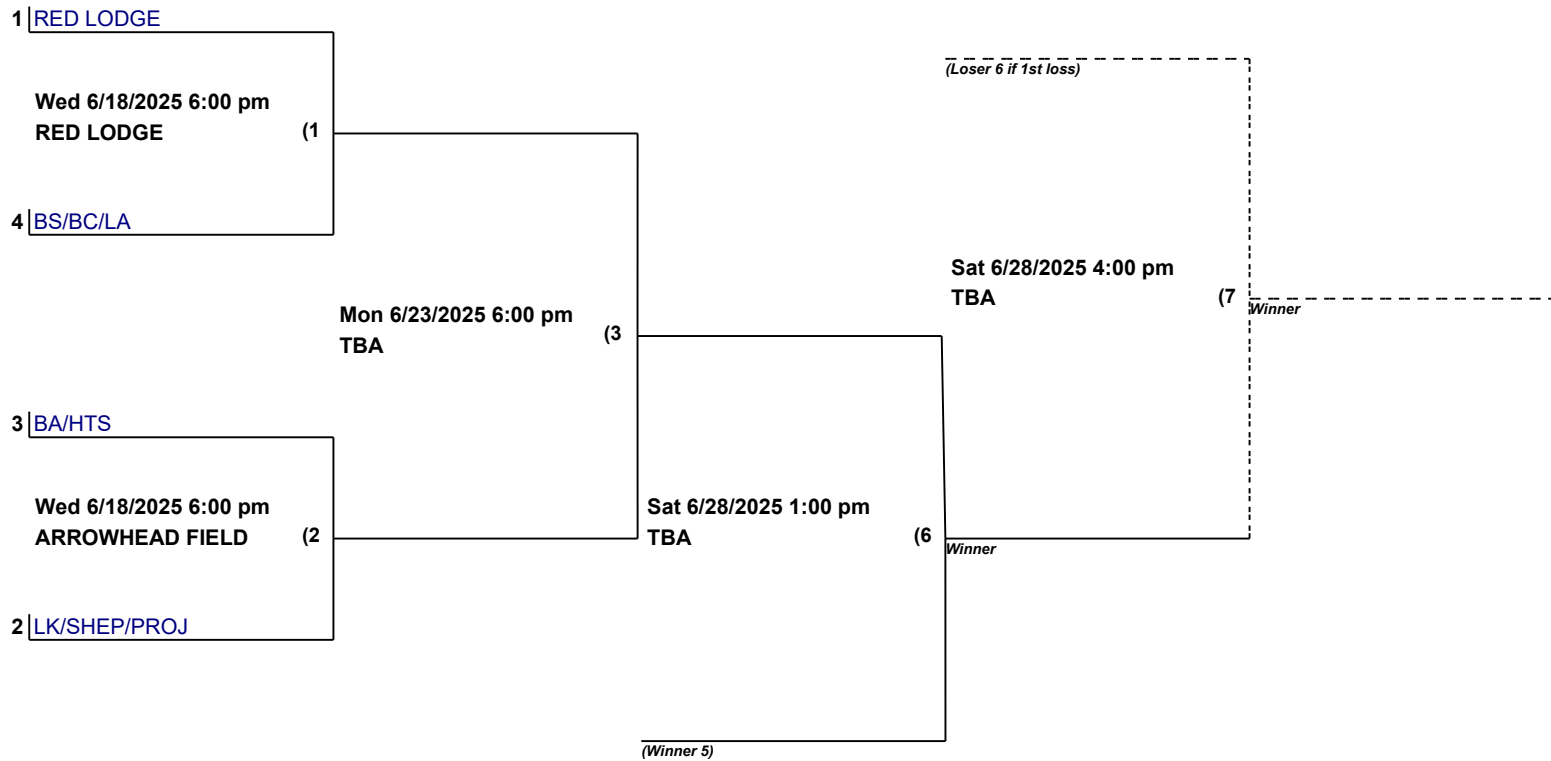 1 RED LODGE
Wed 6/18/2025 6:00 pm
RED LODGE (1
4 BS/BC/LA
Mon 6/23/2025 6:00 pm
TBA (3
3 BA/HTS
Wed 6/18/2025 6:00 pm
ARROWHEAD FIELD (2
2 LK/SHEP/PROJ
Sat 6/28/2025 1:00 pm
TBA (6
Winner
(Winner 5)
(Loser 6 if 1st loss)
Sat 6/28/2025 4:00 pm
TBA (7
Winner